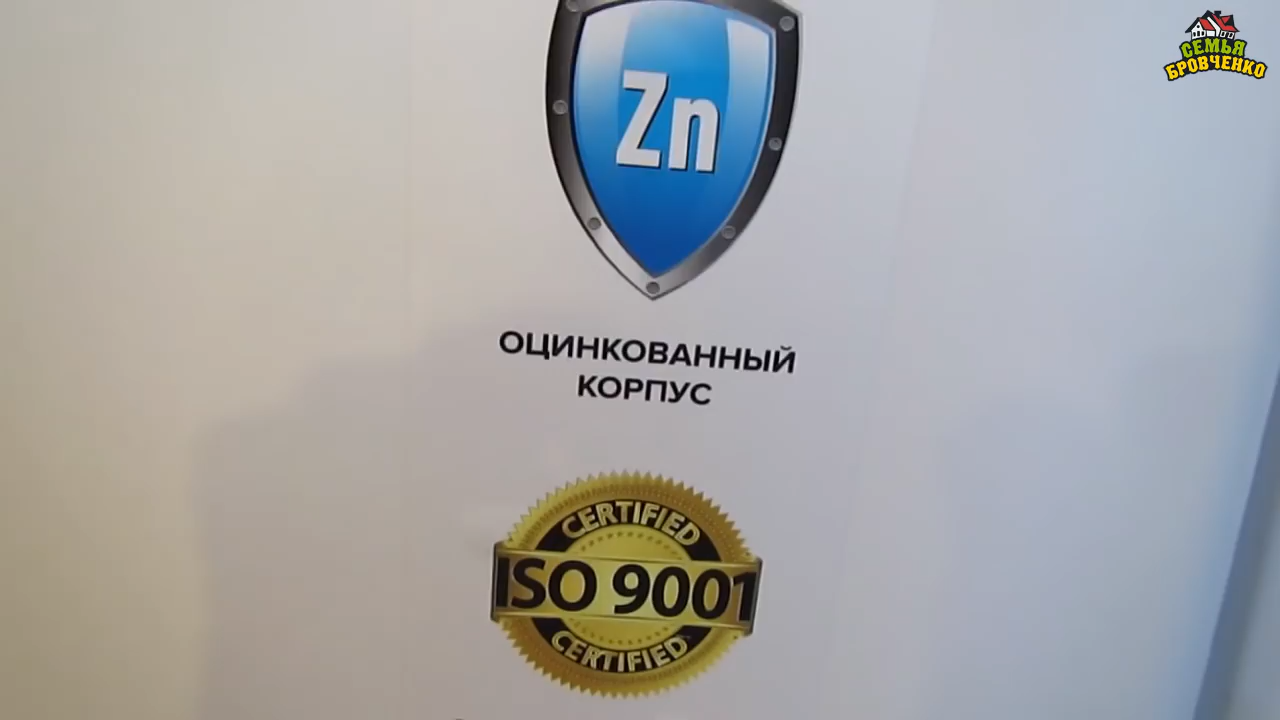 СЕМЬЯ
БРОВЧЕНКО
Zn
ОЦИНКОВАННЫЙ
КОРПУС
CERTIFIED
ISO 9001
CERTIFIED